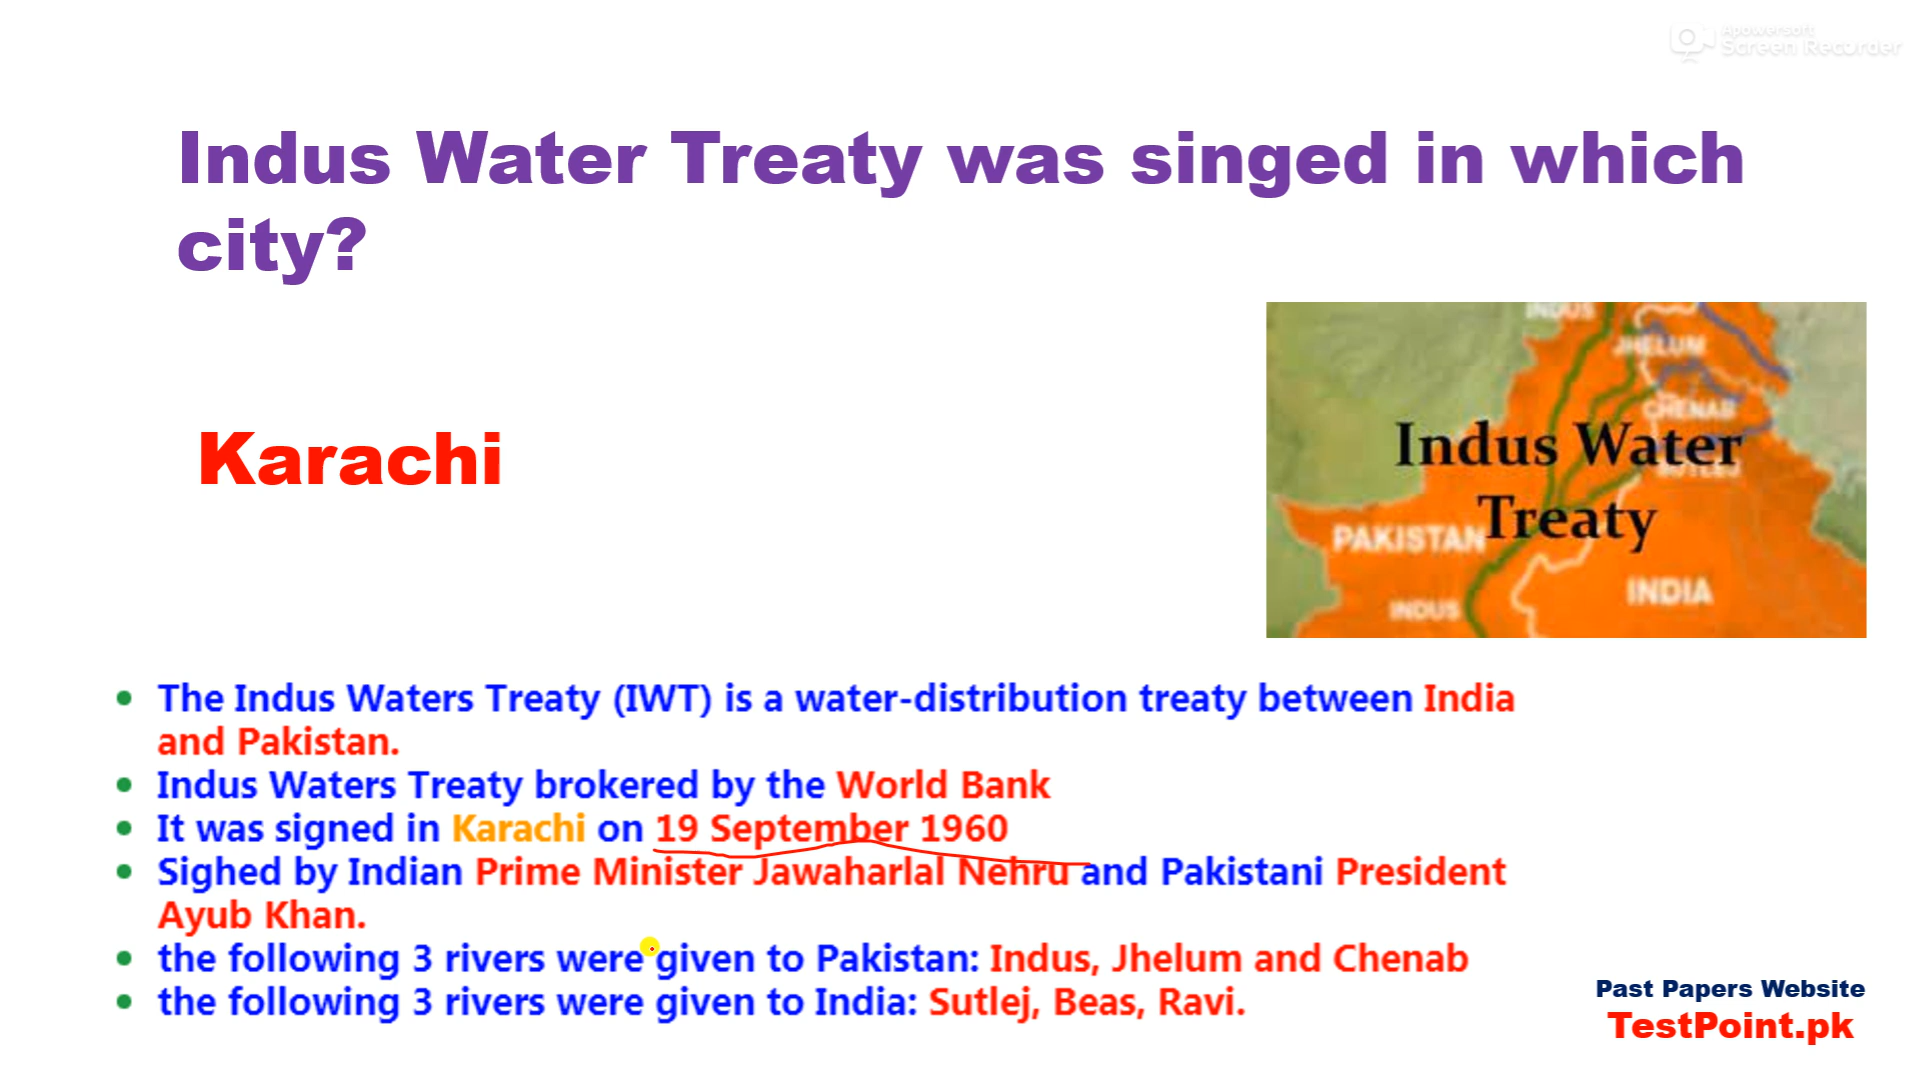 Apowersoft
Screen Recorder
Indus Water Treaty was singed in which
city?
Karachi
INDUS
JHELUM
CHENAB
Indus Water
Treaty
PAKISTAN
INDIA
INDUS
• The Indus Waters Treaty (IWT) is a water-distribution treaty between India
and Pakistan.
• Indus Waters Treaty brokered by the World Bank
• It was signed in Karachi on 19 September 1960
• Sighed by Indian Prime Minister Jawaharlal Nehru and Pakistani President
Ayub Khan.
• the following 3 rivers were given to Pakistan: Indus, Jhelum and Chenab
• the following 3 rivers were given to India: Sutlej, Beas, Ravi.
Past Papers Website
TestPoint.pk